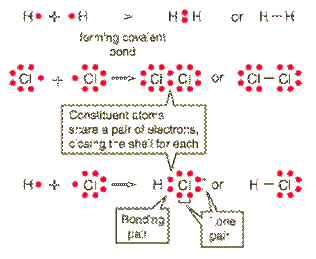 H + H > H H or H–H
forming covalent
bond
Cl + Cl Cl Cl or Cl–Cl
Constituent atoms
share a pair of electrons,
closing the shell for each
H + Cl H Cl or H–Cl
Bonding
pair
Lone
pair